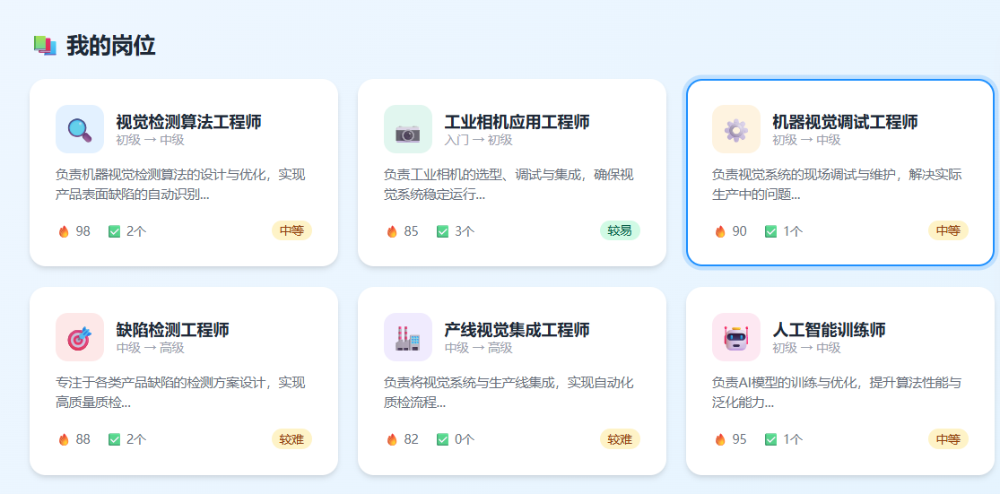 我的岗位
视觉检测算法工程师
初级 → 中级
负责机器视觉检测算法的设计与优化，实现
产品表面缺陷的自动识别...
98 2个 中等
工业相机应用工程师
入门 → 初级
负责工业相机的选型、调试与集成，确保视
觉系统稳定运行...
85 3个 较易
机器视觉调试工程师
初级 → 中级
负责视觉系统的现场调试与维护，解决实际
生产中的问题...
90 1个 中等
缺陷检测工程师
中级 → 高级
专注于各类产品缺陷的检测方案设计，实现
高质量质检...
88 2个 较难
产线视觉集成工程师
中级 → 高级
负责将视觉系统与生产线集成，实现自动化
质检流程...
82 0个 较难
人工智能训练师
初级 → 中级
负责AI模型的训练与优化，提升算法性能与
泛化能力...
95 1个 中等